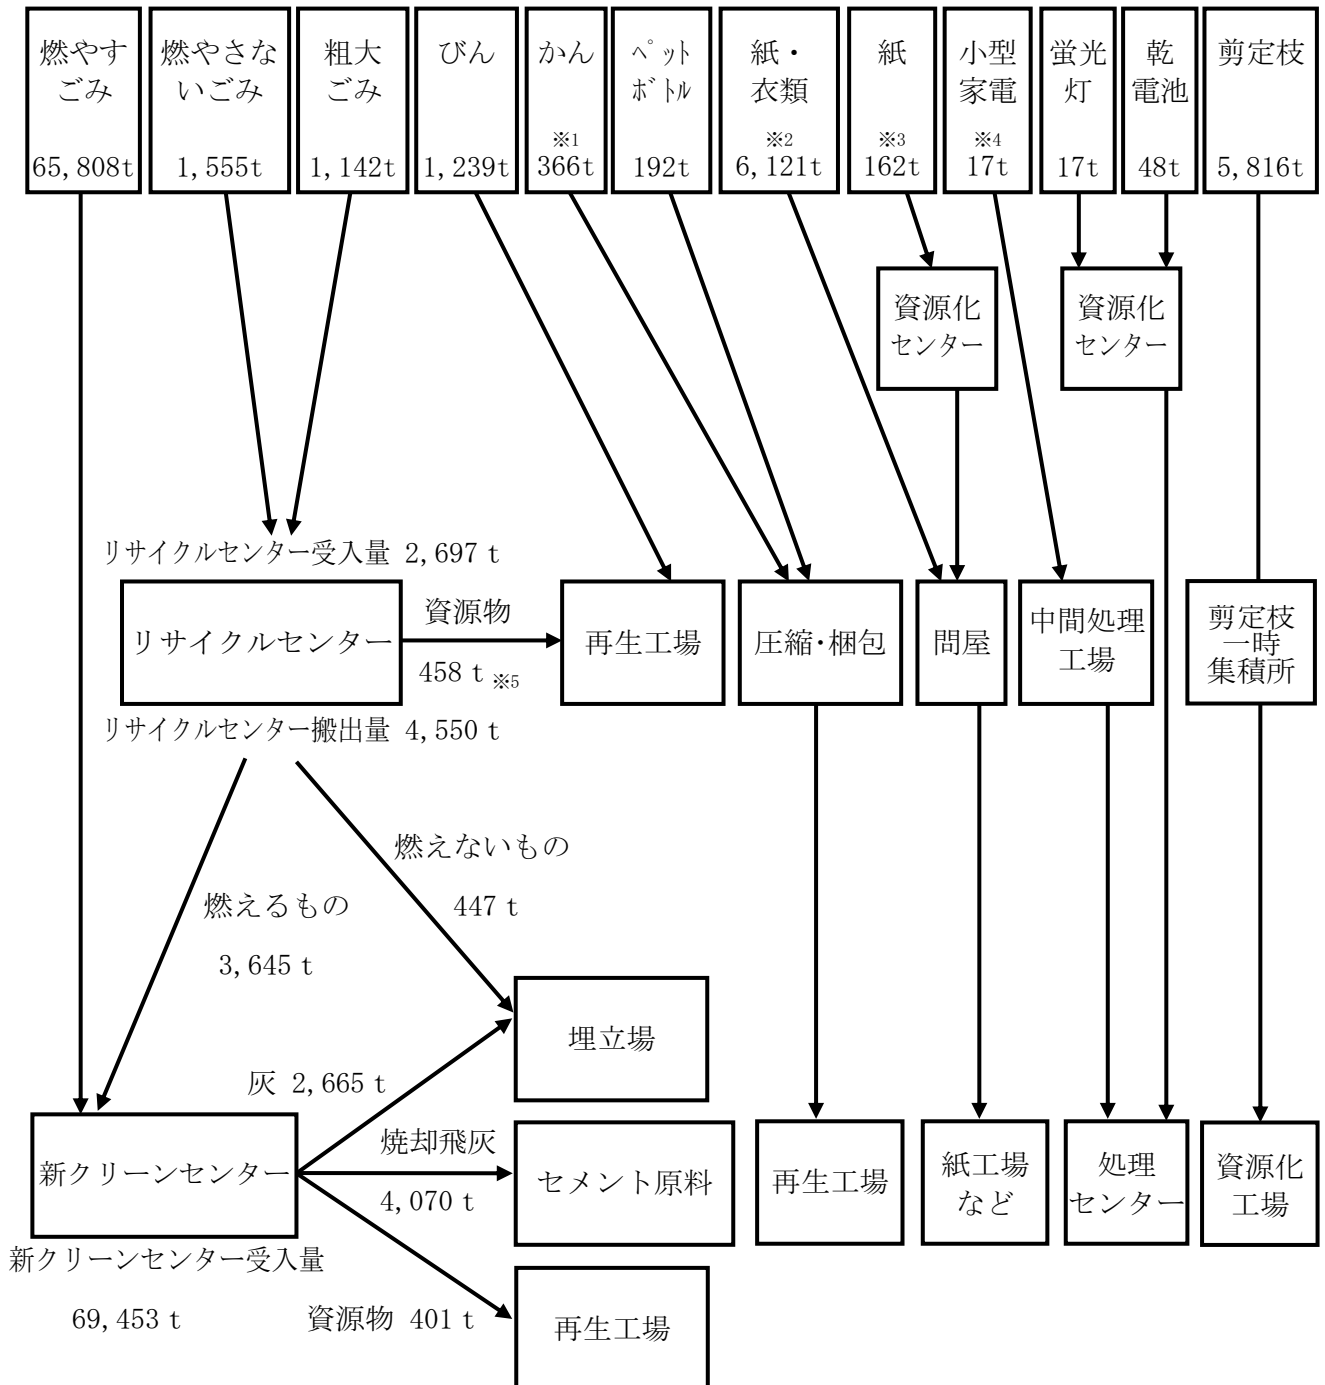 燃やす
ごみ
65,808t
燃やさな
いごみ
1,555t
粗大
ごみ
1,142t
びん
1,239t
かん
※1
366t
ペット
ボトル
192t
紙・
衣類
※2
6,121t
紙
※3
162t
小型
家電
※4
17t
蛍光
灯
17t
乾
電池
48t
剪定枝
5,816t
資源化
センター
資源化
センター
リサイクルセンター受入量 2,697 t
リサイクルセンター
資源物
458 t ※5
再生工場
圧縮・梱包
問屋
中間処理
工場
剪定枝
一時
集積所
リサイクルセンター搬出量 4,550 t
燃えないもの
447 t
燃えるもの
3,645 t
埋立場
灰 2,665 t
新クリーンセンター
焼却飛灰
4,070 t
セメント原料
再生工場
紙工場
など
処理
センター
資源化
工場
新クリーンセンター受入量
69,453 t
資源物 401 t
再生工場